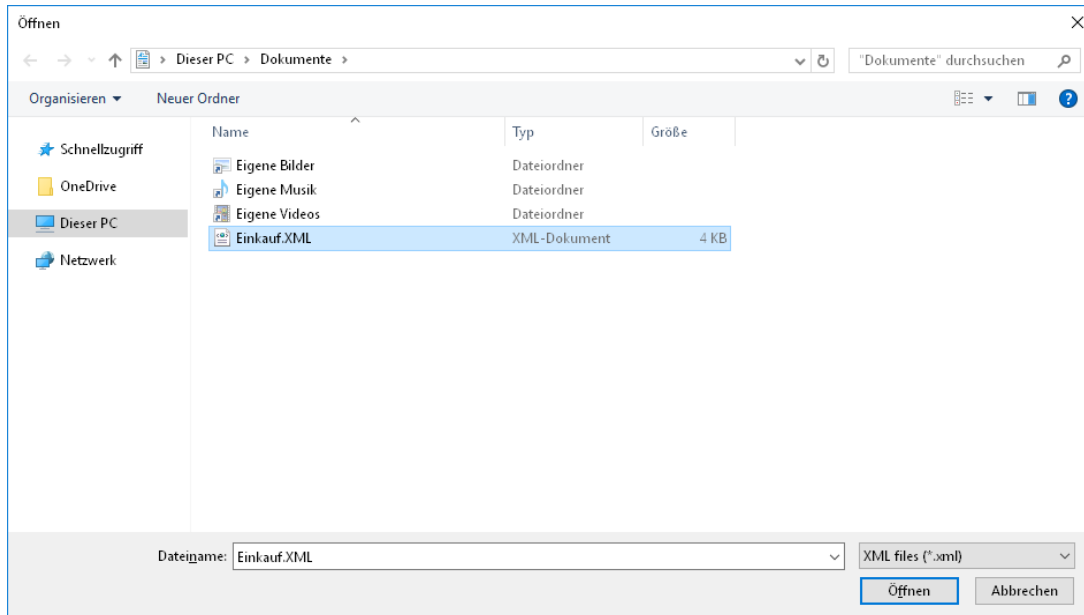 Öffnen
Dieser PC > Dokumente >
"Dokumente" durchsuchen
Organisieren
Neuer Ordner
Name
Typ
Größe
Schnellzugriff
OneDrive
Dieser PC
Netzwerk
Eigene Bilder Dateiordner
Eigene Musik Dateiordner
Eigene Videos Dateiordner
Einkauf.XML XML-Dokument 4 KB
Dateiname: Einkauf.XML
XML files (*.xml)
Öffnen
Abbrechen